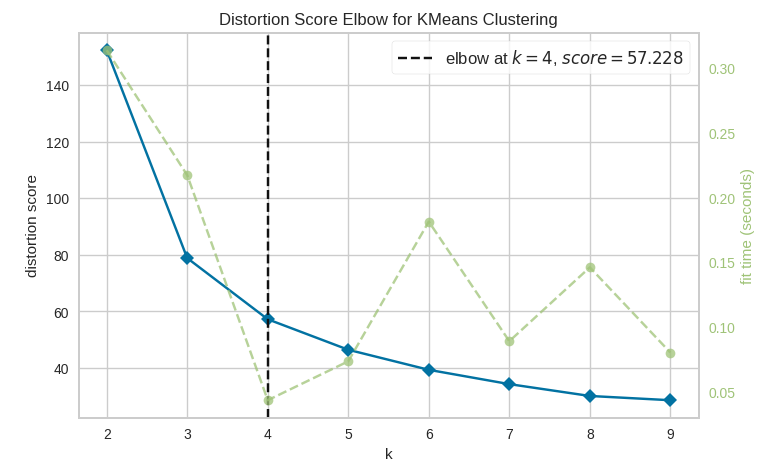 Distortion Score Elbow for KMeans Clustering
elbow at k = 4, score = 57.228
distortion score
140
120
100
80
60
40
0.30
0.25
0.20
0.15
0.10
0.05
fit time (seconds)
2 3 4 5 6 7 8 9
k